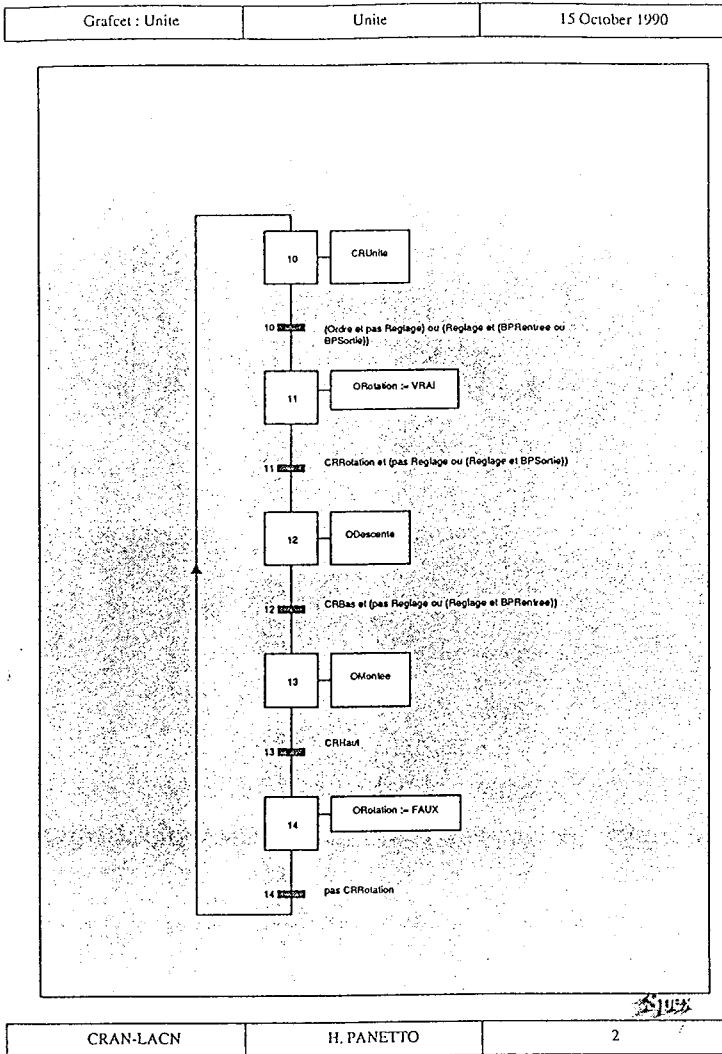 Grafcet : Unite
Unite
15 October 1990
10
CRUnite
10
(Ordre et pas Reglage) ou (Reglage et (BPRentree ou
BPSortie))
11
ORotation := VRAI
11
CRRotation et (pas Reglage ou (Reglage et BPSortie))
12
ODescente
12
CRBas et (pas Reglage ou (Reglage et BPRentree))
13
OMontee
13
CRHaut
14
ORotation := FAUX
14
pas CRRotation
CRAN-LACN
H. PANETTO
2